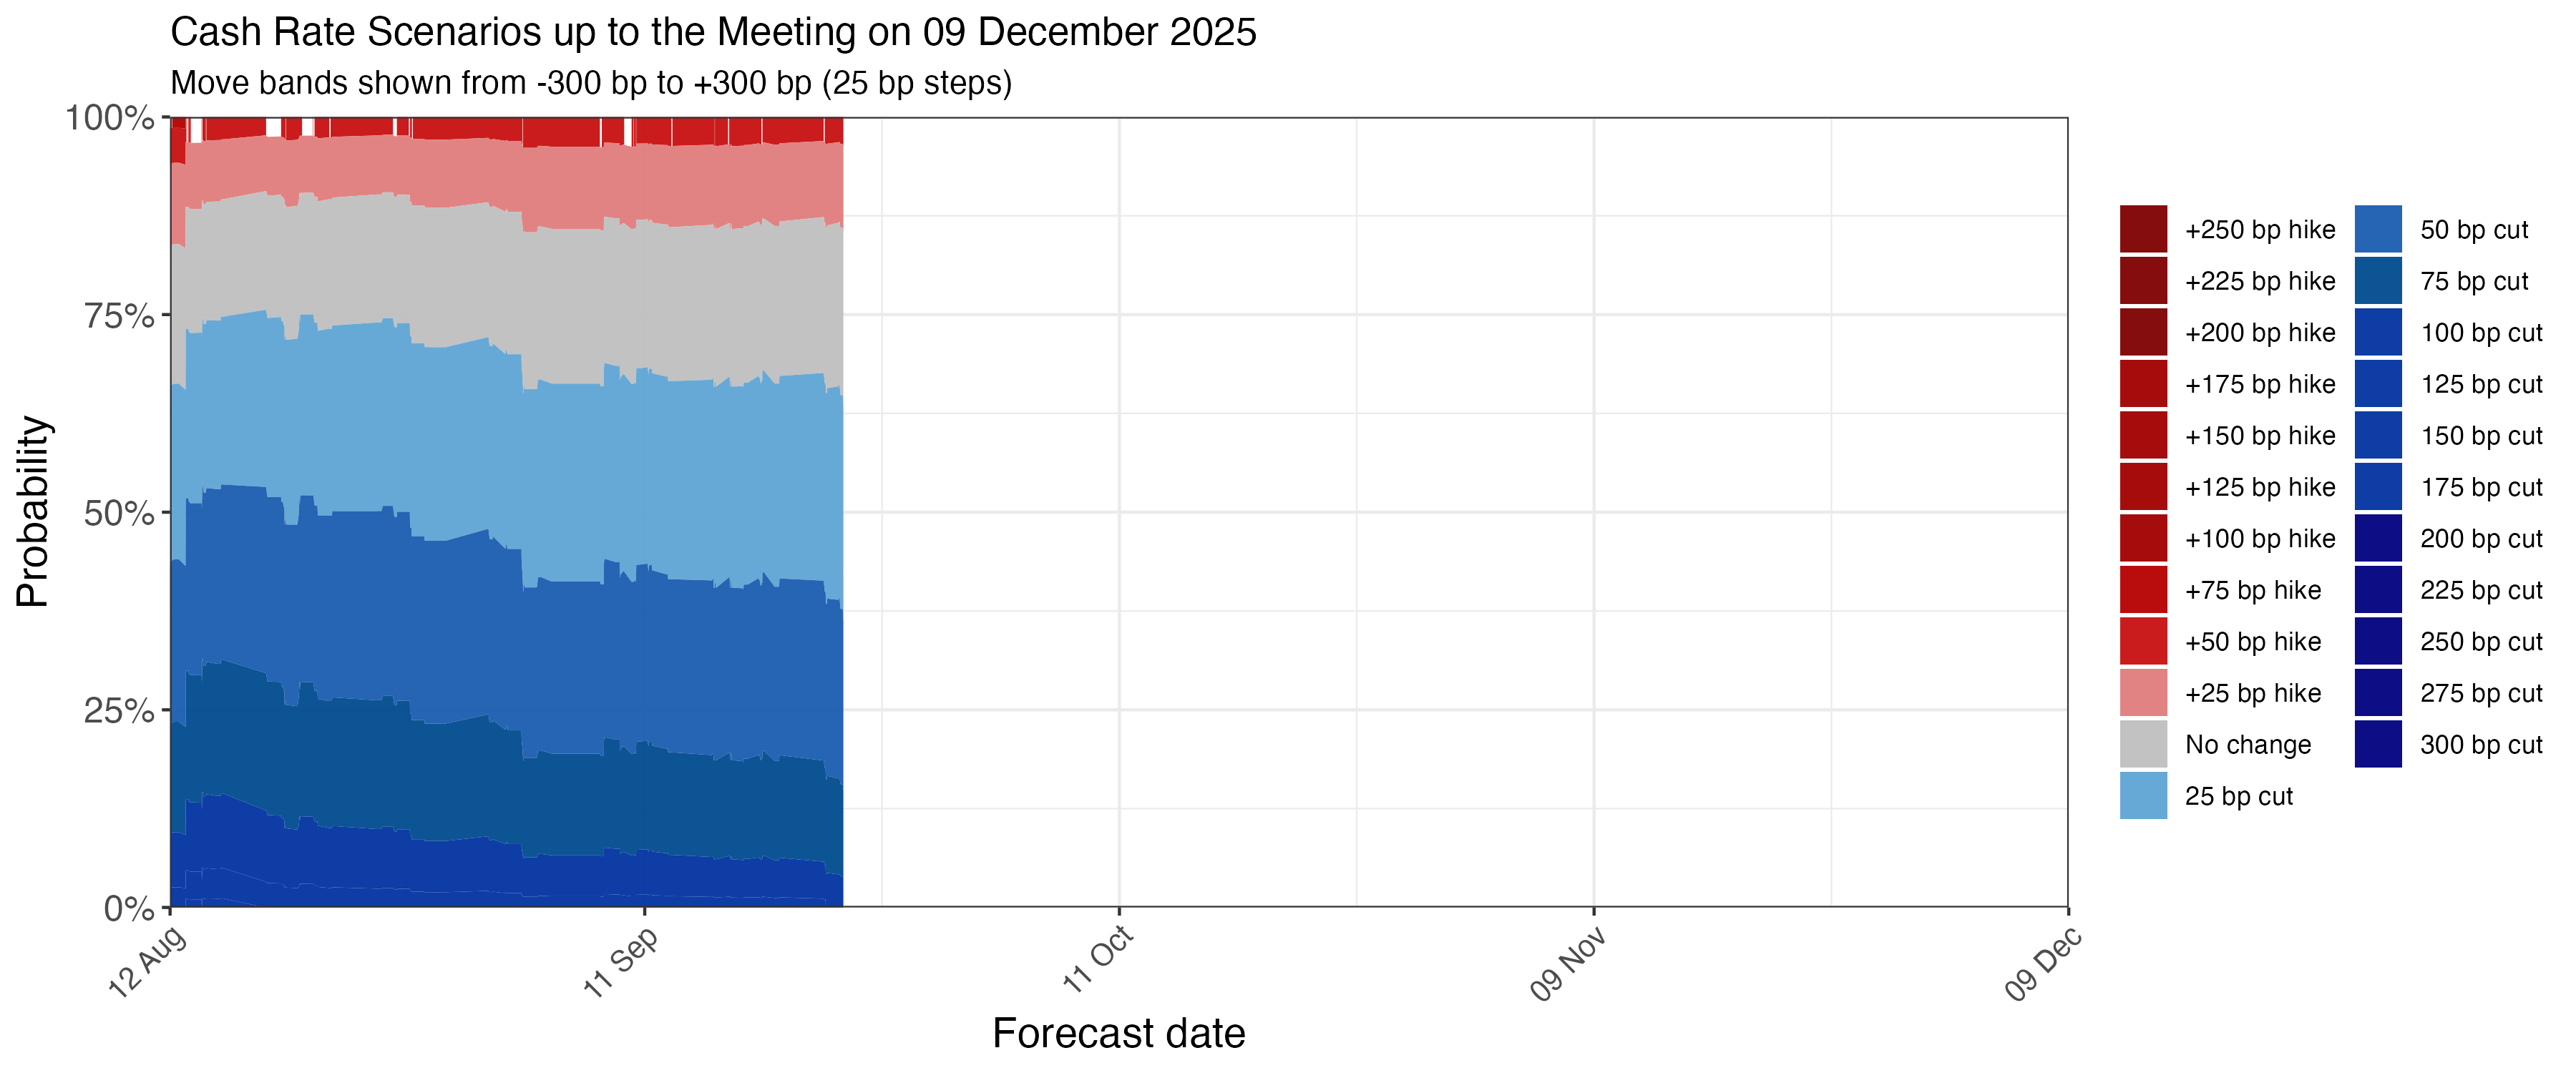 Cash Rate Scenarios up to the Meeting on 09 December 2025
Move bands shown from -300 bp to +300 bp (25 bp steps)
Probability
100%
75%
50%
25%
0%
12 Aug
11 Sep
11 Oct
09 Nov
09 Dec
Forecast date
+250 bp hike
+225 bp hike
+200 bp hike
+175 bp hike
+150 bp hike
+125 bp hike
+100 bp hike
+75 bp hike
+50 bp hike
+25 bp hike
No change
25 bp cut
50 bp cut
75 bp cut
100 bp cut
125 bp cut
150 bp cut
175 bp cut
200 bp cut
225 bp cut
250 bp cut
275 bp cut
300 bp cut